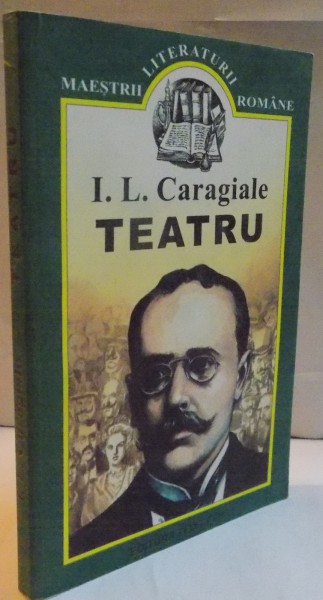 MAEȘTRII LITERATURII ROMÂNE
I. L. Caragiale
TEATRU